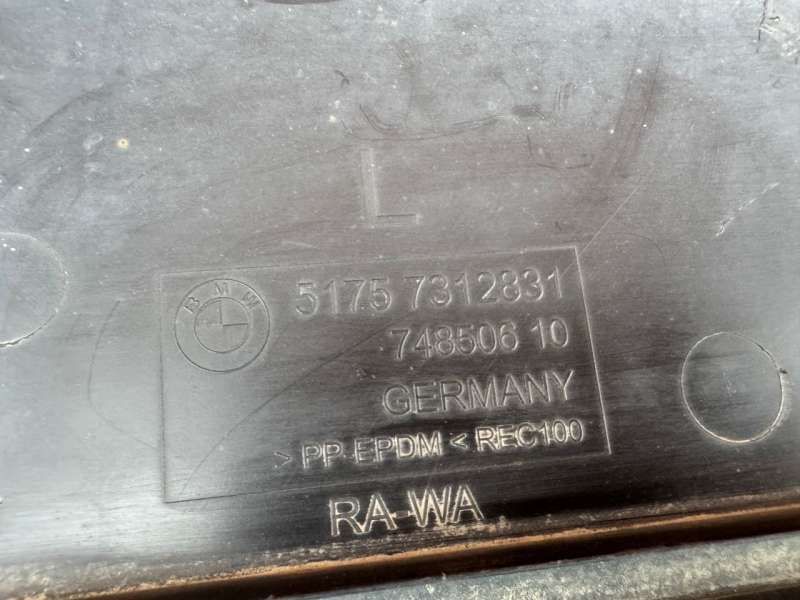 L
BMW
5175 7312831
748506 10
GERMANY
> PP-EPDM < REC100
RA-WA